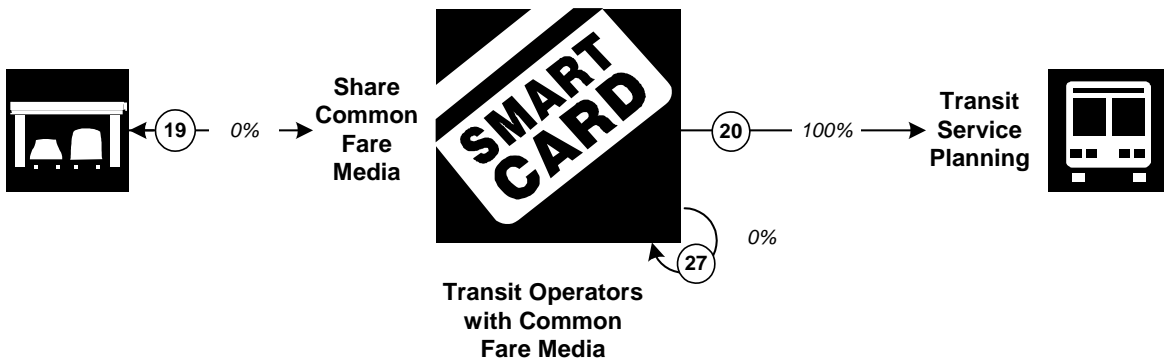 19
0%
Share
Common
Fare
Media
SMART
CARD
20
100%
Transit
Service
Planning
27
0%
Transit Operators
with Common
Fare Media